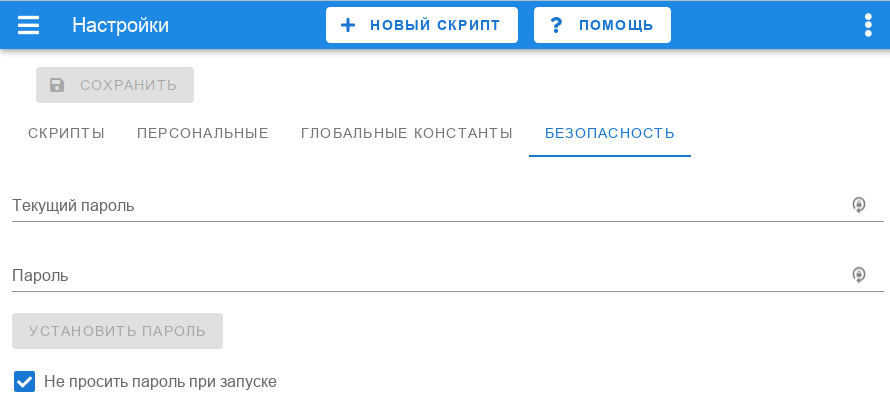 Настройки
НОВЫЙ СКРИПТ
ПОМОЩЬ
СОХРАНИТЬ
СКРИПТЫ
ПЕРСОНАЛЬНЫЕ
ГЛОБАЛЬНЫЕ КОНСТАНТЫ
БЕЗОПАСНОСТЬ
Текущий пароль
Пароль
УСТАНОВИТЬ ПАРОЛЬ
Не просить пароль при запуске